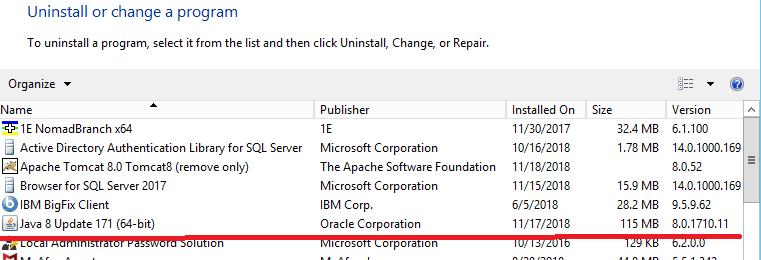 Uninstall or change a program
To uninstall a program, select it from the list and then click Uninstall, Change, or Repair.
Organize
Name Publisher Installed On Size Version
1E NomadBranch x64 1E 11/30/2017 32.4 MB 6.1.100
Active Directory Authentication Library for SQL Server Microsoft Corporation 10/16/2018 1.78 MB 14.0.1000.169
Apache Tomcat 8.0 Tomcat8 (remove only) The Apache Software Foundation 11/18/2018 8.0.52
Browser for SQL Server 2017 Microsoft Corporation 11/15/2018 15.9 MB 14.0.1000.169
IBM BigFix Client IBM Corp. 6/5/2018 28.2 MB 9.5.9.62
Java 8 Update 171 (64-bit) Oracle Corporation 11/17/2018 115 MB 8.0.1710.11
Local Administrator Password Solution Microsoft Corporation 10/13/2016 129 KB 6.2.0.0